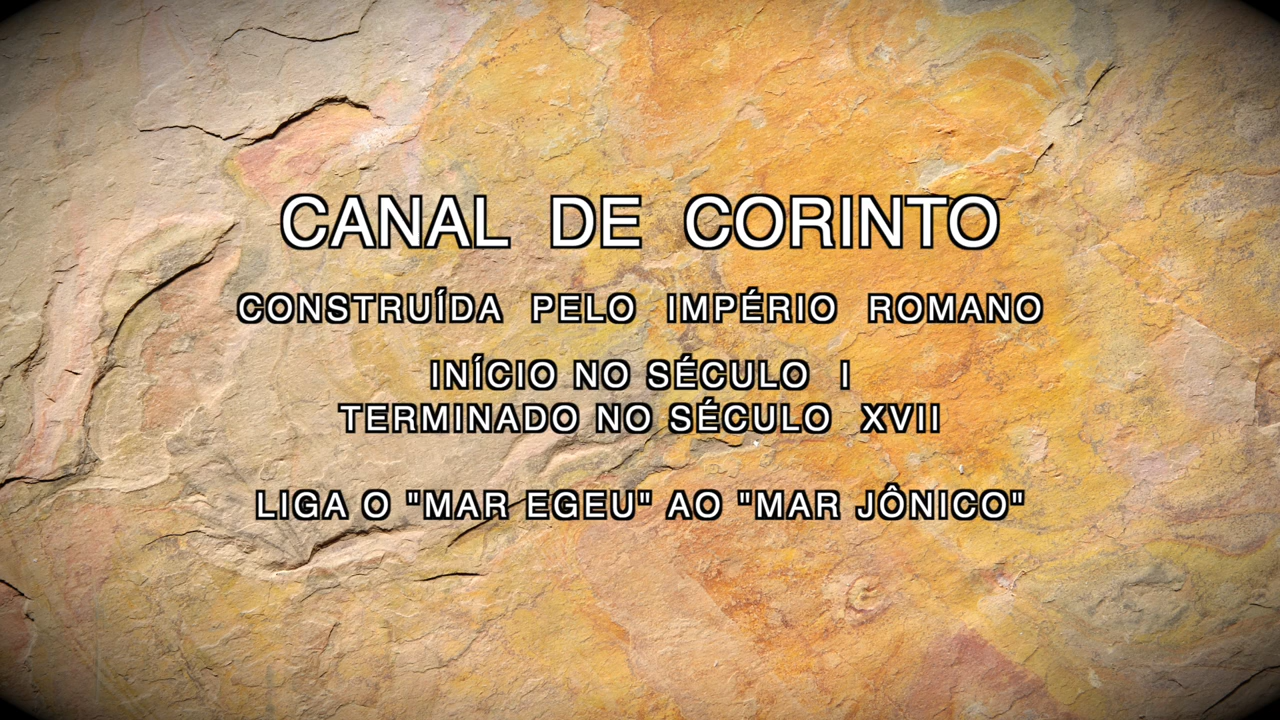 CANAL DE CORINTO
CONSTRUÍDA PELO IMPÉRIO ROMANO
INÍCIO NO SÉCULO I
TERMINADO NO SÉCULO XVII
LIGA O "MAR EGEU" AO "MAR JÔNICO"